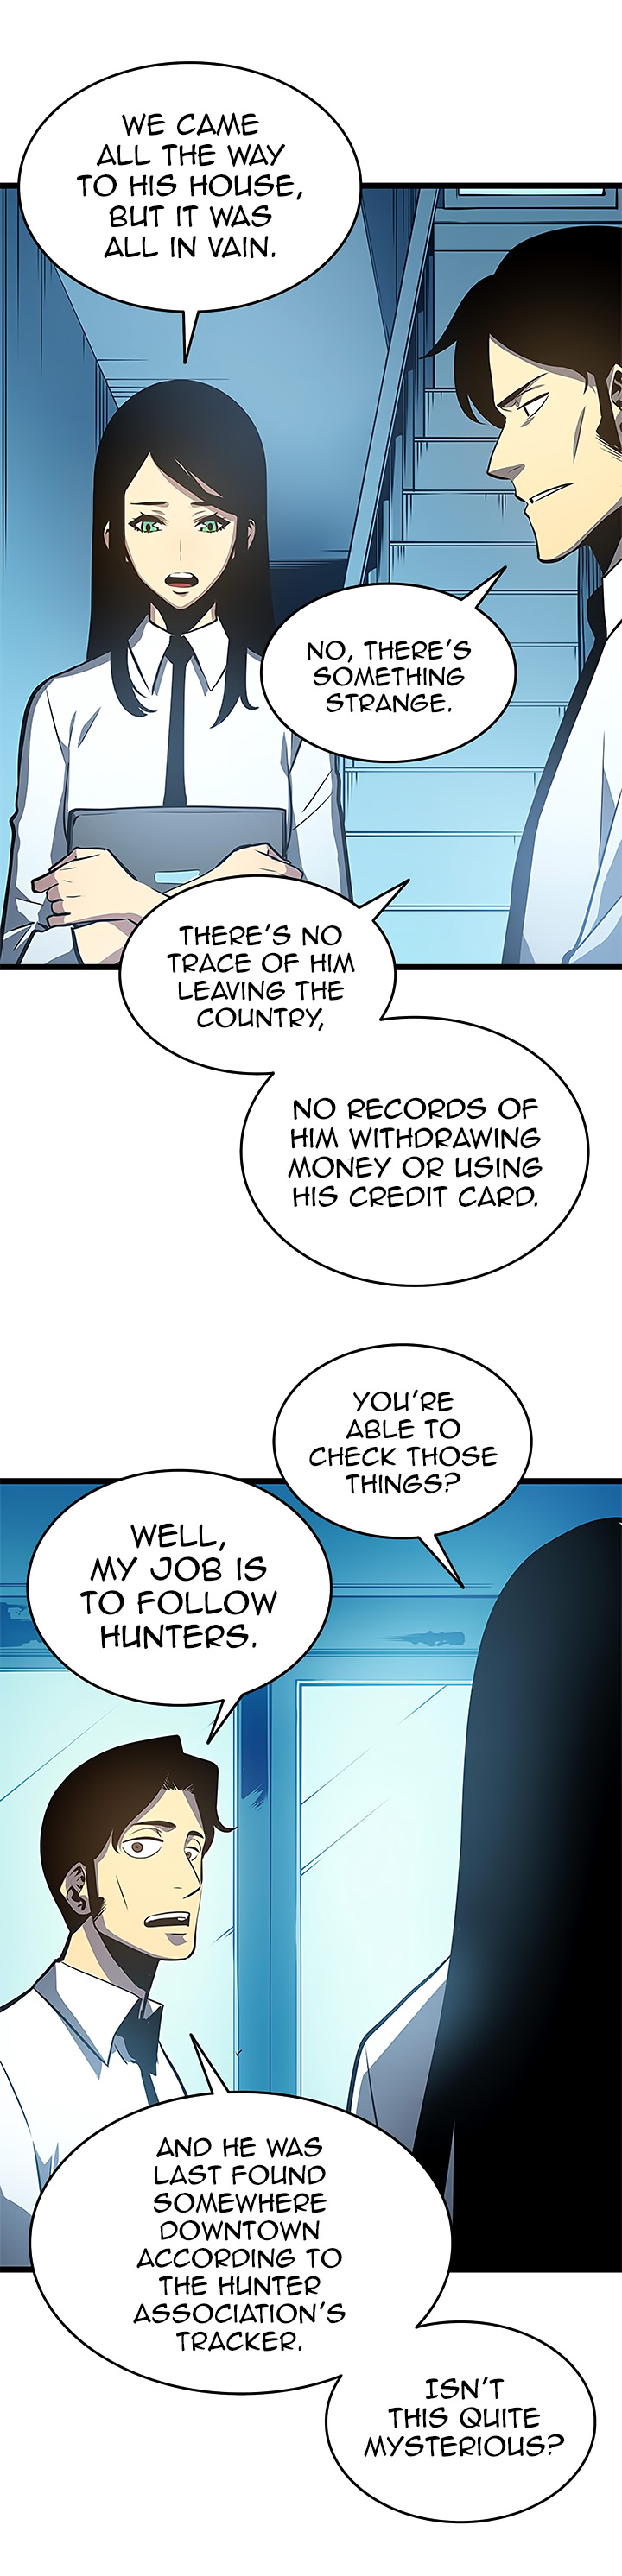 WE CAME
ALL THE WAY
TO HIS HOUSE,
BUT IT WAS
ALL IN VAIN.
NO, THERE'S
SOMETHING
STRANGE.
THERE'S NO
TRACE OF HIM
LEAVING THE
COUNTRY,
NO RECORDS OF
HIM WITHDRAWING
MONEY OR USING
HIS CREDIT CARD.
YOU'RE
ABLE TO
CHECK THOSE
THINGS?
WELL,
MY JOB IS
TO FOLLOW
HUNTERS.
AND HE WAS
LAST FOUND
SOMEWHERE
DOWNTOWN
ACCORDING TO
THE HUNTER
ASSOCIATION'S
TRACKER.
ISN'T
THIS QUITE
MYSTERIOUS?